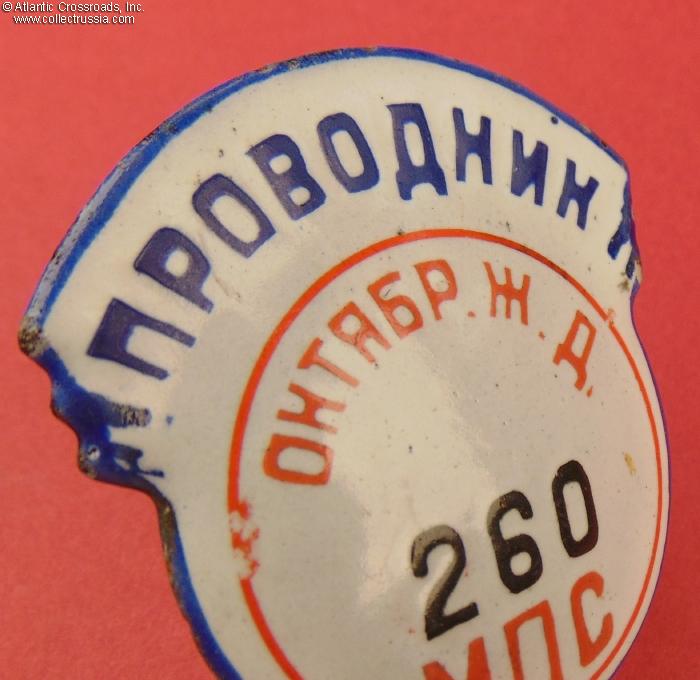 © Atlantic Crossroads, Inc.
www.collectrussia.com
ПРОВОДНИК
ОКТЯБР. Ж. Д
260
МПС